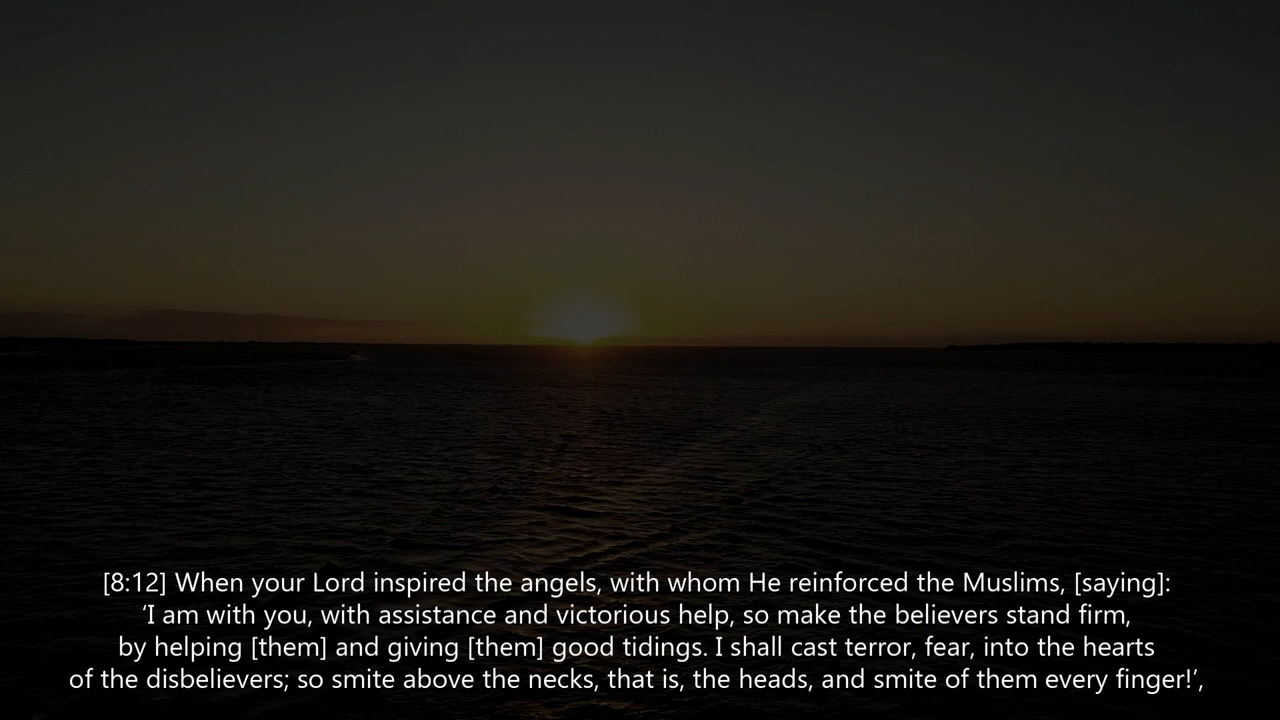 [8:12] When your Lord inspired the angels, with whom He reinforced the Muslims, [saying]:
‘I am with you, with assistance and victorious help, so make the believers stand firm,
by helping [them] and giving [them] good tidings. I shall cast terror, fear, into the hearts
of the disbelievers; so smite above the necks, that is, the heads, and smite of them every finger!’,